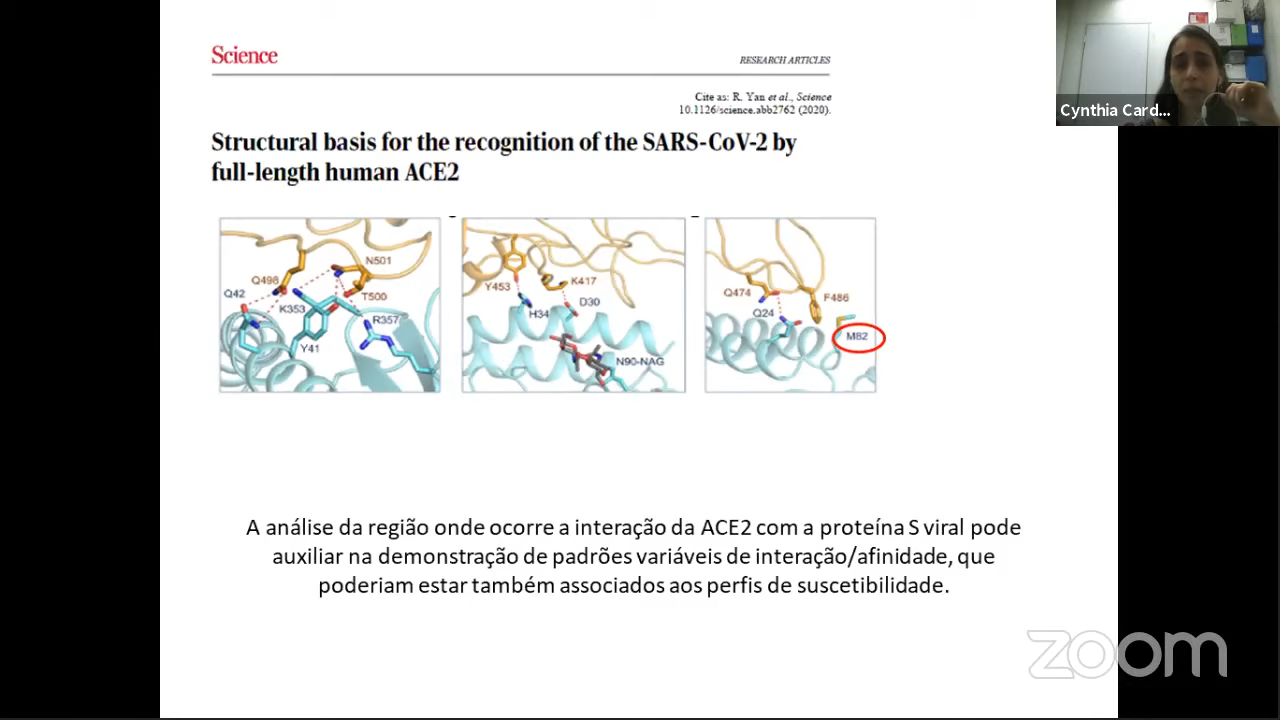 Science
RESEARCH ARTICLES
Cite as: R. Yan et al., Science
10.1126/science.abb2762 (2020).
Structural basis for the recognition of the SARS-CoV-2 by
full-length human ACE2
Q498
N501
Q42
K353
T500
R357
Y41
Y453
K417
H34
D30
N90-NAG
Q474
F486
Q24
M82
A análise da região onde ocorre a interação da ACE2 com a proteína S viral pode
auxiliar na demonstração de padrões variáveis de interação/afinidade, que
poderiam estar também associados aos perfis de suscetibilidade.
Cynthia Card...
zoom